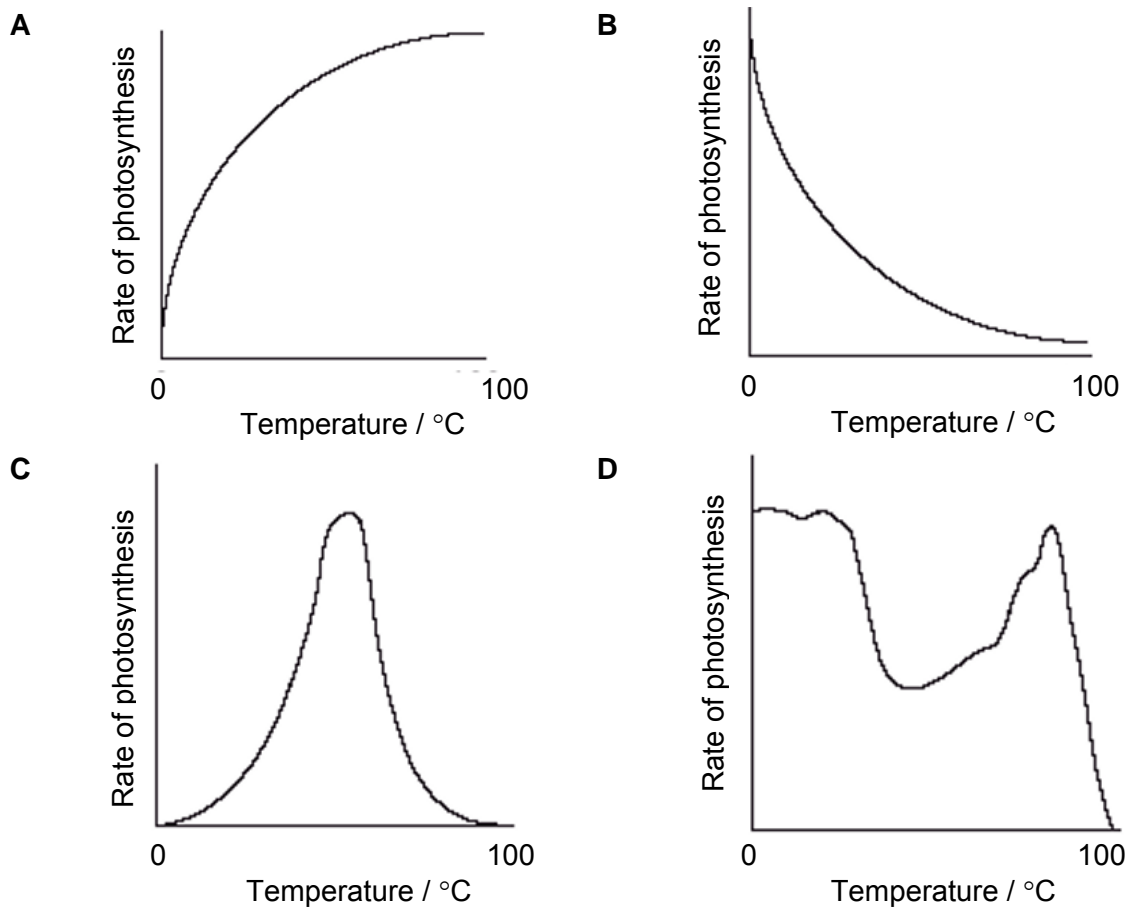 A
Rate of photosynthesis
0
100
Temperature / °C
B
Rate of photosynthesis
0
100
Temperature / °C
C
Rate of photosynthesis
0
100
Temperature / °C
D
Rate of photosynthesis
0
100
Temperature / °C